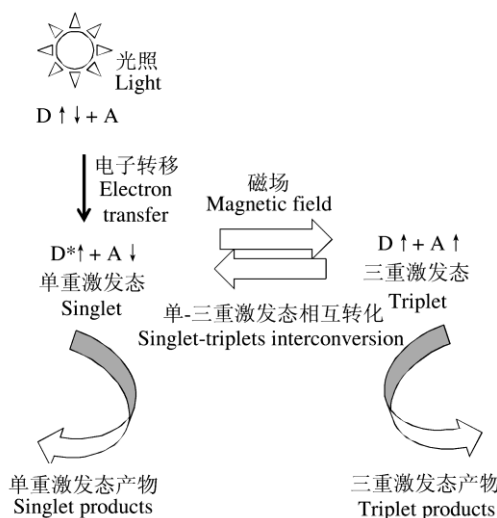 光照
Light
D ↑ ↓ + A
电子转移
Electron
transfer
磁场
Magnetic field
D*↑ + A ↓
单重激发态
Singlet
D ↑ + A ↑
三重激发态
Triplet
单-三重激发态相互转化
Singlet-triplets interconversion
单重激发态产物
Singlet products
三重激发态产物
Triplet products